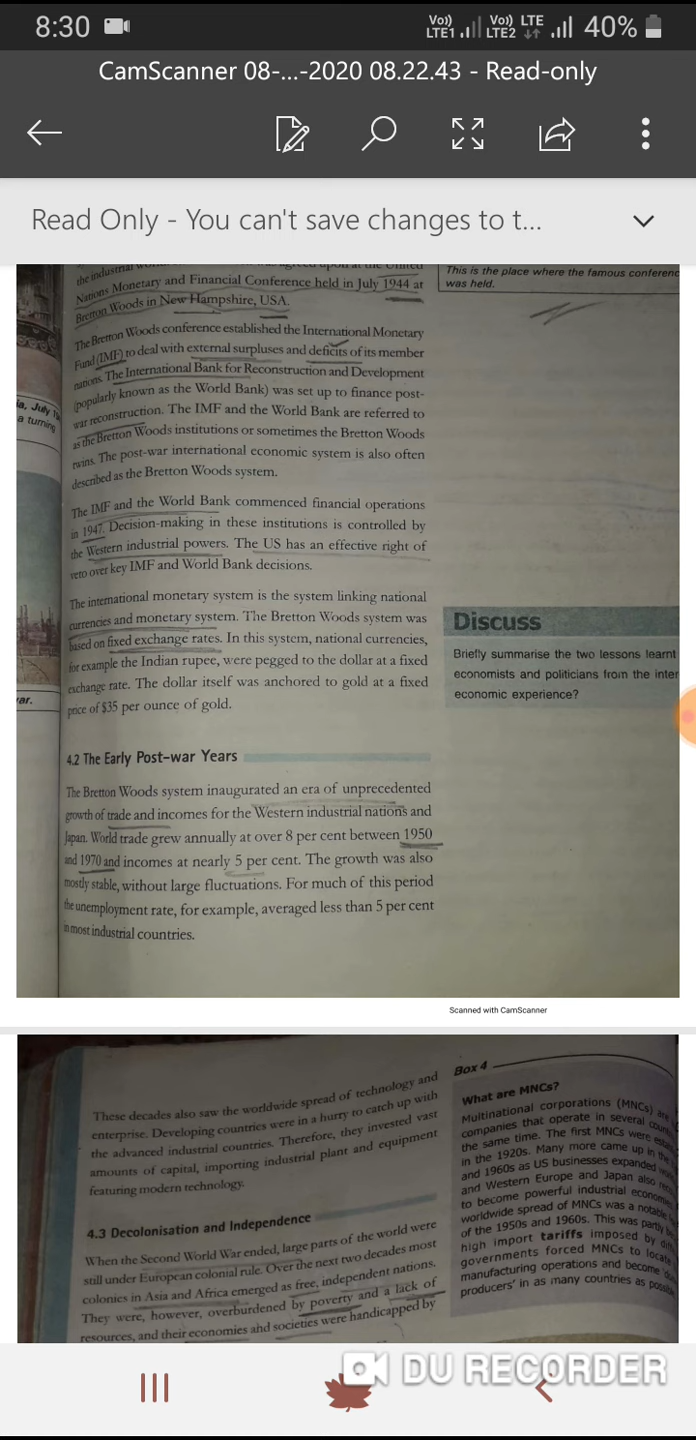 8:30
Vo)) LTE1 Vo)) LTE2 LTE 40%
CamScanner 08-...-2020 08.22.43 - Read-only
Read Only - You can't save changes to t...
the industrial
Nations Monetary and Financial Conference held in July 1944 at
Bretton Woods in New Hampshire, USA.
The Bretton Woods conference established the International Monetary
Fund (IMF) to deal with external surpluses and deficits of its member
nations. The International Bank for Reconstruction and Development
(popularly known as the World Bank) was set up to finance post-
war reconstruction. The IMF and the World Bank are referred to
as the Bretton Woods institutions or sometimes the Bretton Woods
twins. The post-war international economic system is also often
described as the Bretton Woods system.
The IMF and the World Bank commenced financial operations
in 1947. Decision-making in these institutions is controlled by
the Western industrial powers. The US has an effective right of
veto over key IMF and World Bank decisions.
The international monetary system is the system linking national
currencies and monetary system. The Bretton Woods system was
based on fixed exchange rates. In this system, national currencies,
for example the Indian rupee, were pegged to the dollar at a fixed
exchange rate. The dollar itself was anchored to gold at a fixed
price of $35 per ounce of gold.
4.2 The Early Post-war Years
The Bretton Woods system inaugurated an era of unprecedented
growth of trade and incomes for the Western industrial nations and
Japan. World trade grew annually at over 8 per cent between 1950
and 1970 and incomes at nearly 5 per cent. The growth was also
mostly stable, without large fluctuations. For much of this period
the unemployment rate, for example, averaged less than 5 per cent
in most industrial countries.
This is the place where the famous conferenc
was held.
ia, July 1
a turning
ar.
Discuss
Briefly summarise the two lessons learnt
economists and politicians from the inter
economic experience?
Scanned with CamScanner
These decades also saw the worldwide spread of technology and
enterprise. Developing countries were in a hurry to catch up with
the advanced industrial countries. Therefore, they invested vast
amounts of capital, importing industrial plant and equipment
featuring modern technology.
4.3 Decolonisation and Independence
When the Second World War ended, large parts of the world were
still under European colonial rule. Over the next two decades most
colonies in Asia and Africa emerged as free, independent nations.
They were, however, overburdened by poverty and a lack of
resources, and their economies and societies were handicapped by
Box 4
What are MNCs?
Multinational corporations (MNCs) are
companies that operate in several
the same time. The first MNCs were
in the 1920s. Many more came up in the
and 1960s as US businesses expanded
and Western Europe and Japan also
to become powerful industrial
worldwide spread of MNCs was a notable
of the 1950s and 1960s. This was partly
high import tariffs imposed by
governments forced MNCs to locate
manufacturing operations and become
producers' in as many countries as
DU RECORDER